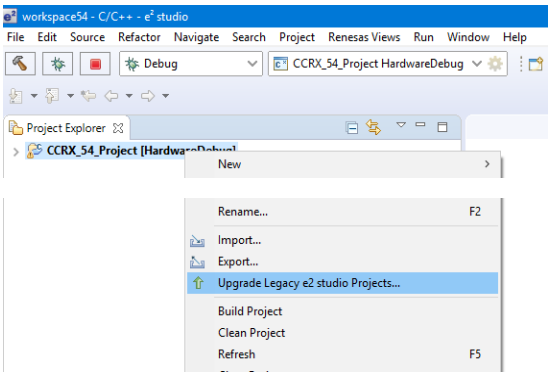 e² workspace54 - C/C++ - e² studio
File Edit Source Refactor Navigate Search Project Renesas Views Run Window Help
Debug CCRX_54_Project HardwareDebug
Project Explorer
CCRX_54_Project [HardwareDebug]
New
Rename... F2
Import...
Export...
Upgrade Legacy e2 studio Projects...
Build Project
Clean Project
Refresh F5